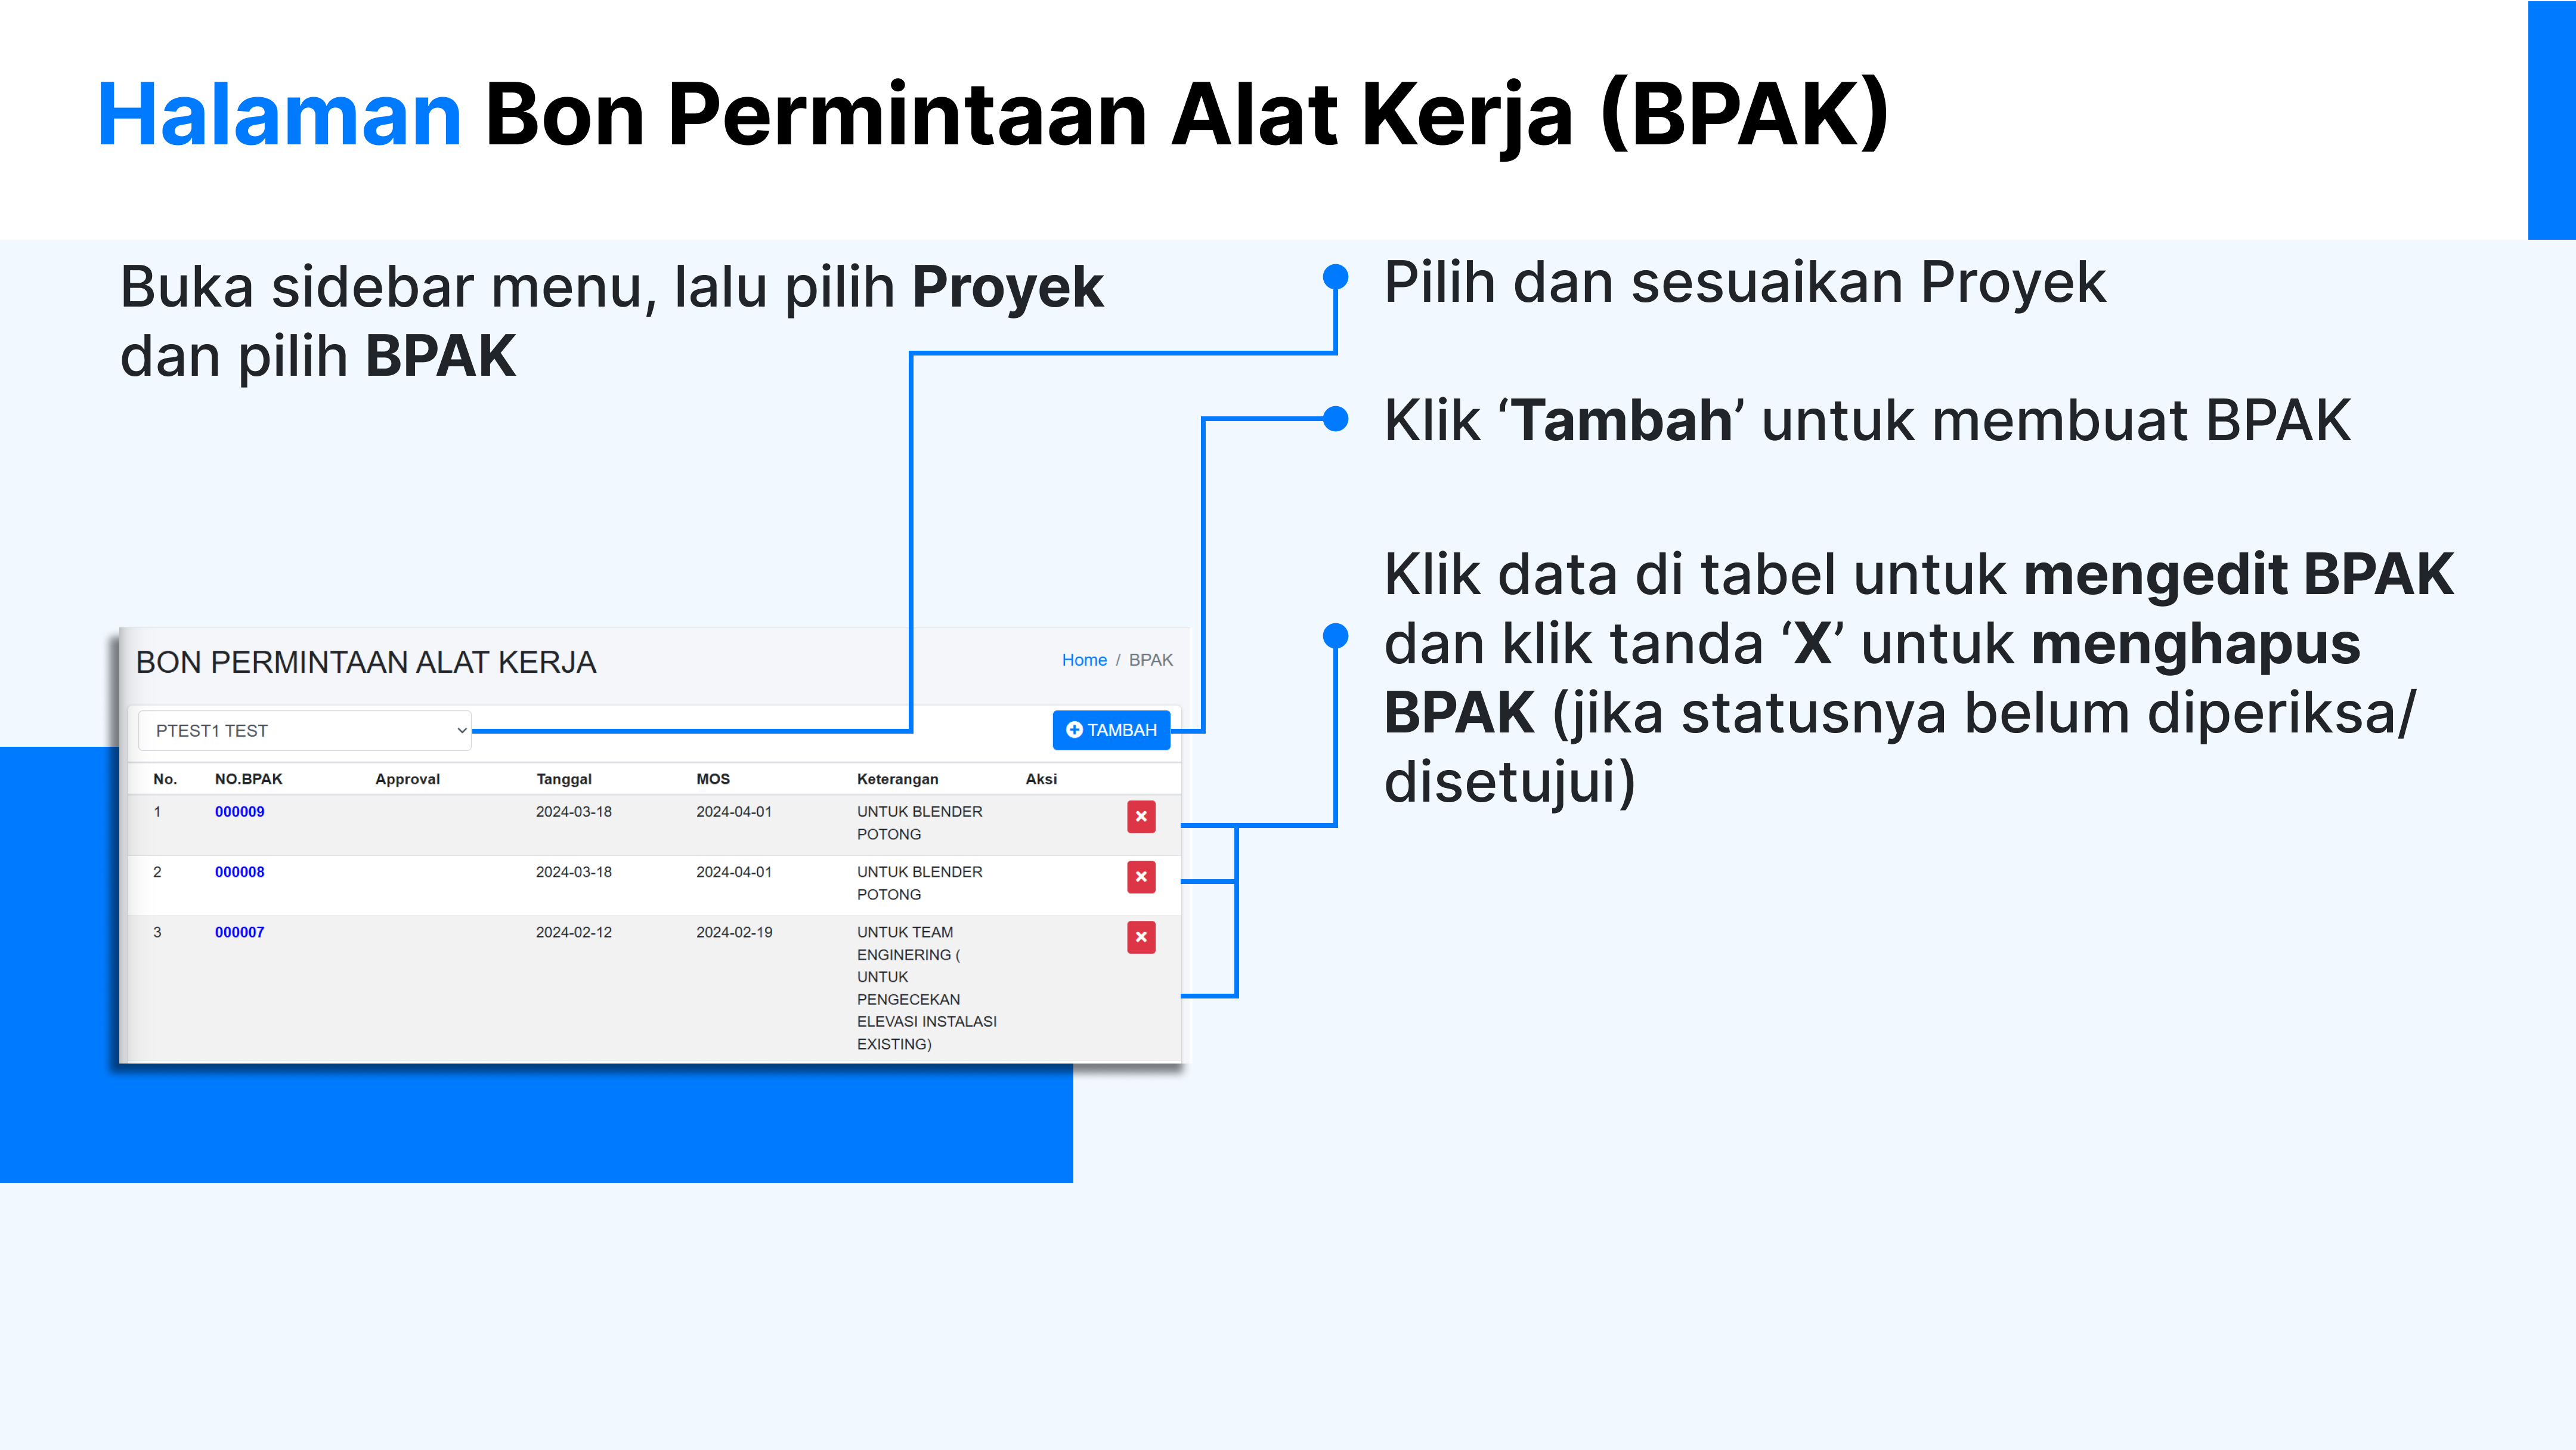 Halaman Bon Permintaan Alat Kerja (BPAK)
Buka sidebar menu, lalu pilih Proyek
dan pilih BPAK
Pilih dan sesuaikan Proyek
Klik ‘Tambah’ untuk membuat BPAK
Klik data di tabel untuk mengedit BPAK
dan klik tanda ‘X’ untuk menghapus
BPAK (jika statusnya belum diperiksa/
disetujui)
BON PERMINTAAN ALAT KERJA
Home / BPAK
PTEST1 TEST
TAMBAH
No. NO.BPAK Approval Tanggal MOS Keterangan Aksi
1 000009 2024-03-18 2024-04-01 UNTUK BLENDER
POTONG
2 000008 2024-03-18 2024-04-01 UNTUK BLENDER
POTONG
3 000007 2024-02-12 2024-02-19 UNTUK TEAM
ENGINERING (
UNTUK
PENGECEKAN
ELEVASI INSTALASI
EXISTING)